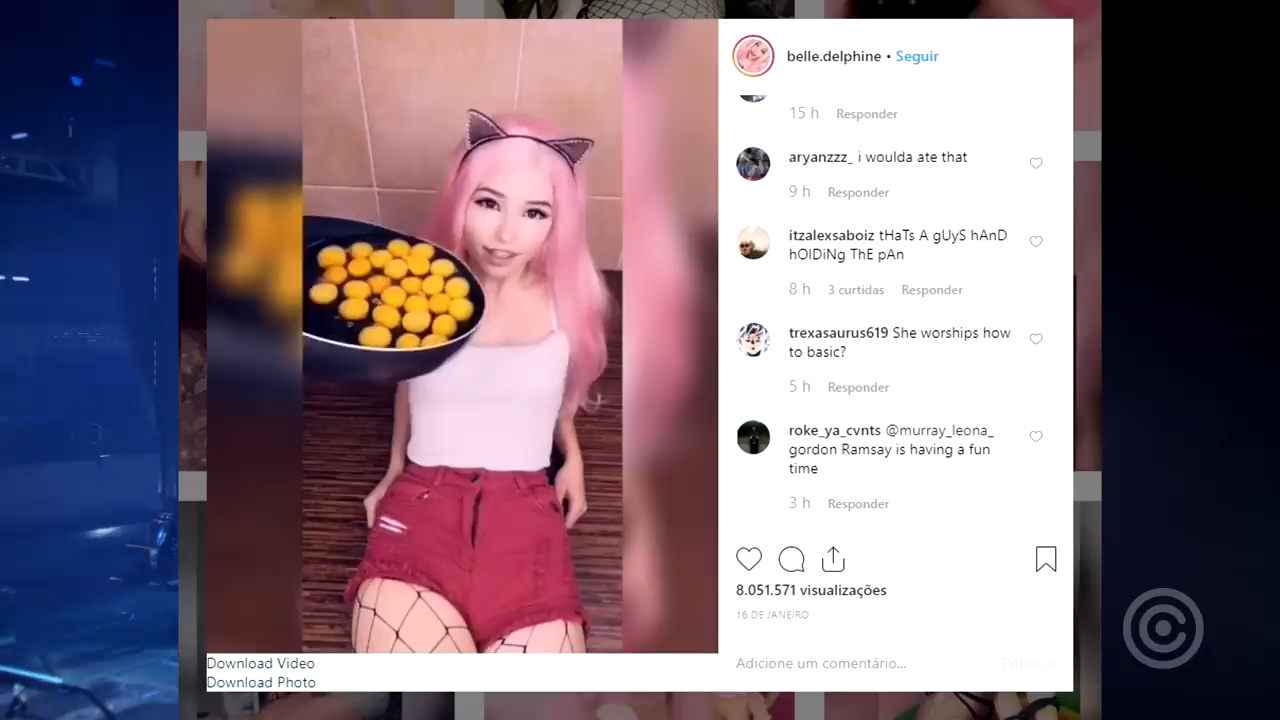 belle.delphine • Seguir
15 h Responder
aryanzzz_ i woulda ate that
9 h Responder
itzalexsaboiz tHaTs A gUyS hAnD
hOlDiNg ThE pAn
8 h 3 curtidas Responder
trexasaurus619 She worships how
to basic?
5 h Responder
roke_ya_cvnts @murray_leona_
gordon Ramsay is having a fun
time
3 h Responder
8.051.571 visualizações
16 DE JANEIRO
Adicione um comentário... Publicar
Download Video
Download Photo